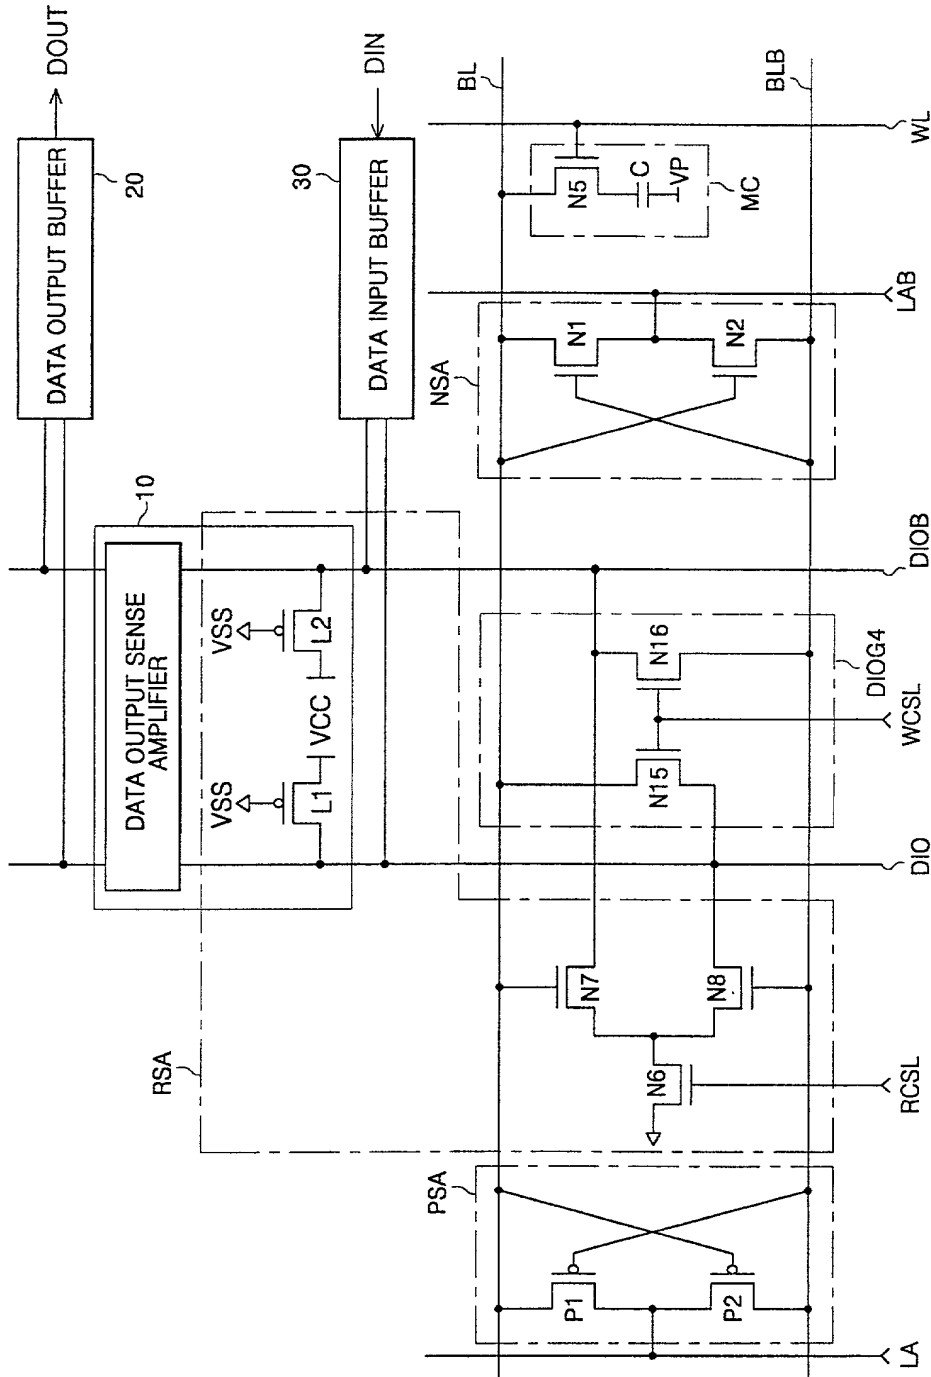 DOUT
DATA OUTPUT BUFFER
20
DIN
DATA INPUT BUFFER
30
10
DATA OUTPUT SENSE
AMPLIFIER
VSS
L1
VCC
VSS
L2
BL
BLB
WL
N5
C
VP
MC
LAB
NSA
N1
N2
DIOB
N16
N15
DIOG4
WCSL
DIO
RSA
N7
N8
N6
RCSL
PSA
P1
P2
LA